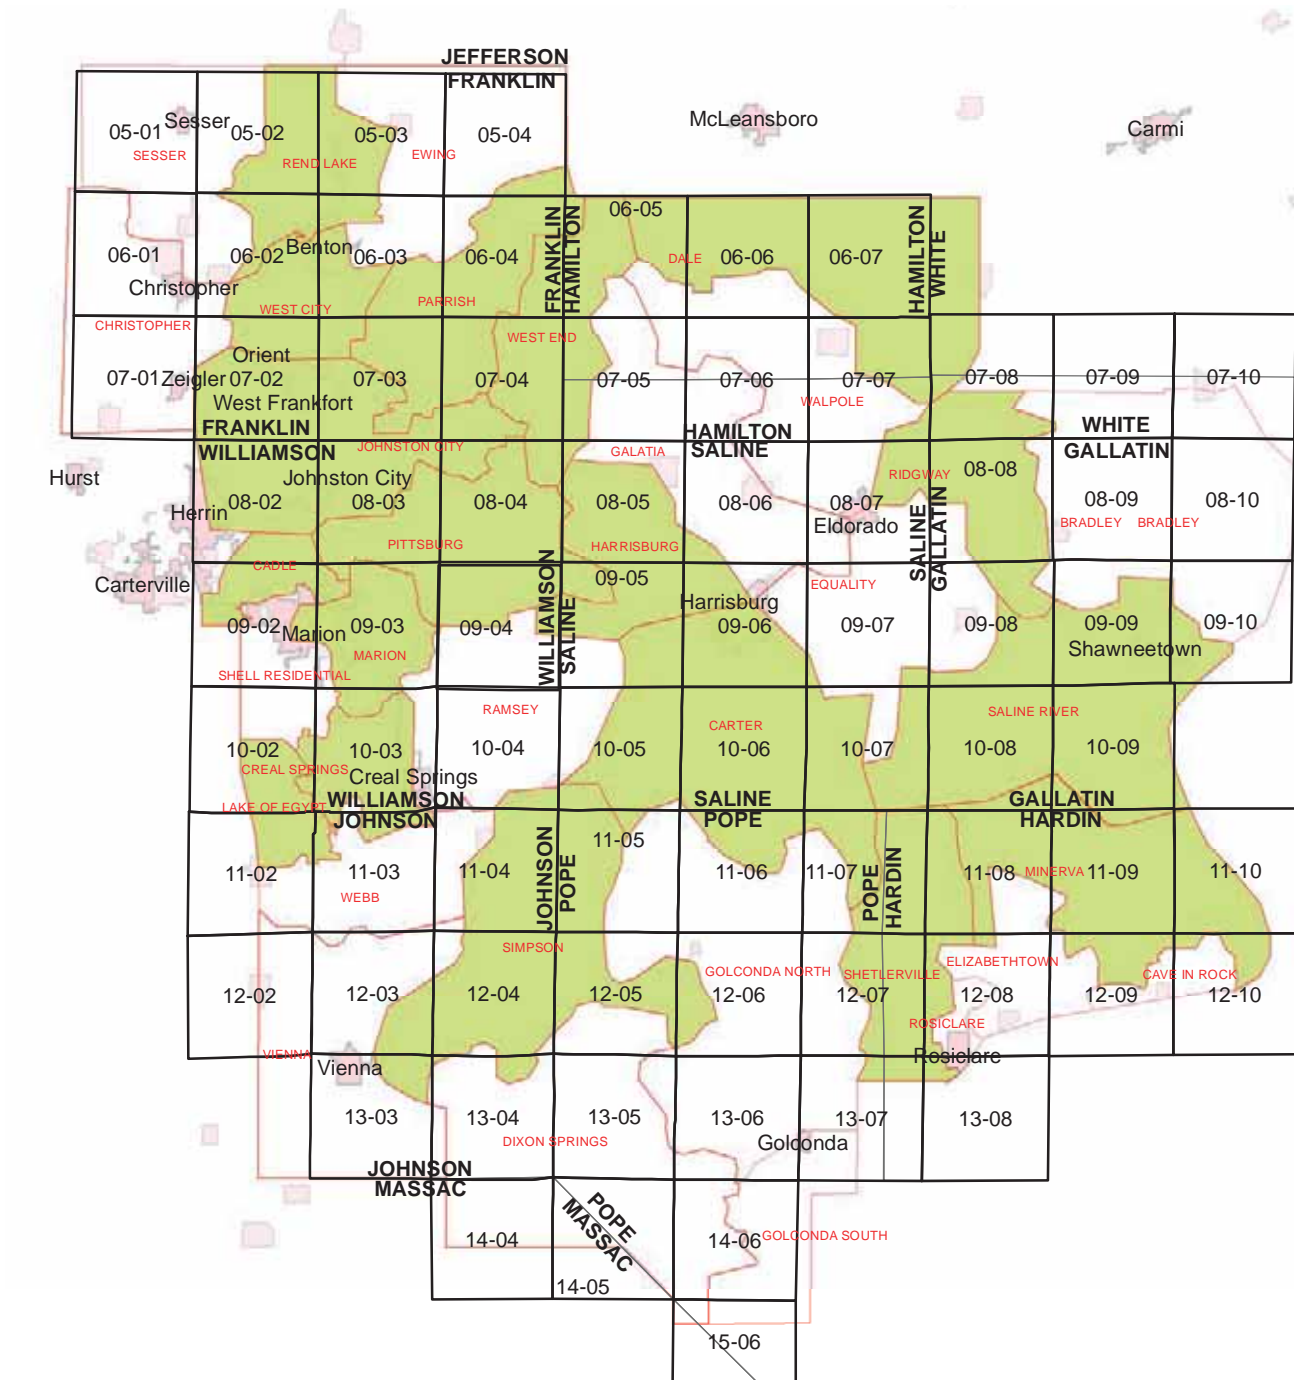 JEFFERSON
FRANKLIN
McLeansboro
Carmi
Sesser
05-01
05-02
05-03
05-04
SESSER
REND LAKE
EWING
06-05
FRANKLIN
HAMILTON
HAMILTON
WHITE
Benton
06-01
06-02
06-03
06-04
DALE
06-06
06-07
Christopher
WEST CITY
PARRISH
CHRISTOPHER
WEST END
Orient
07-01
Zeigler
07-02
07-03
07-04
07-05
07-06
07-07
07-08
07-09
07-10
West Frankfort
WALPOLE
FRANKLIN
WILLIAMSON
HAMILTON
SALINE
WHITE
GALLATIN
JOHNSTON CITY
GALATIA
Hurst
Johnston City
RIDGWAY
08-08
08-02
08-03
08-04
08-05
08-06
08-07
08-09
08-10
Herrin
Eldorado
BRADLEY
BRADLEY
SALINE
GALLATIN
PITTSBURG
HARRISBURG
CADLE
Carterville
09-05
EQUALITY
Harrisburg
WILLIAMSON
SALINE
09-02
Marion
09-03
09-04
09-06
09-07
09-08
09-09
09-10
Shawneetown
MARION
SHELL RESIDENTIAL
RAMSEY
CARTER
SALINE RIVER
10-02
10-03
10-04
10-05
10-06
10-07
10-08
10-09
CREAL SPRINGS
Creal Springs
LAKE OF EGYPT
WILLIAMSON
JOHNSON
SALINE
POPE
GALLATIN
HARDIN
11-05
JOHNSON
POPE
POPE
HARDIN
11-02
11-03
11-04
11-06
11-07
11-08
MINERVA
11-09
11-10
WEBB
SIMPSON
ELIZABETHTOWN
GOLCONDA NORTH
SHETLERVILLE
CAVE IN ROCK
12-02
12-03
12-04
12-05
12-06
12-07
12-08
12-09
12-10
ROSICLARE
VIENNA
Rosiclare
Vienna
13-03
13-04
13-05
13-06
13-07
13-08
DIXON SPRINGS
Golconda
JOHNSON
MASSAC
POPE
MASSAC
14-04
14-06
GOLCONDA SOUTH
14-05
15-06